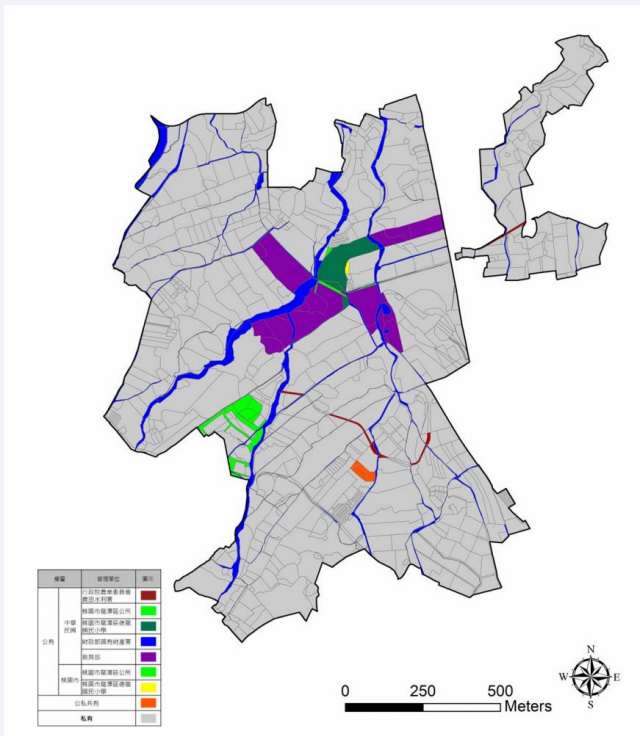 N
W E
S
0 250 500 Meters
權屬 管理單位 圖示
公有 中華民國 行政院農業委員會農田水利署
桃園市龍潭區公所
桃園市龍潭區德龍國民小學
財政部國有財產署
教育部
桃園市 桃園市龍潭區公所
桃園市龍潭區德龍國民小學
公私共有
私有